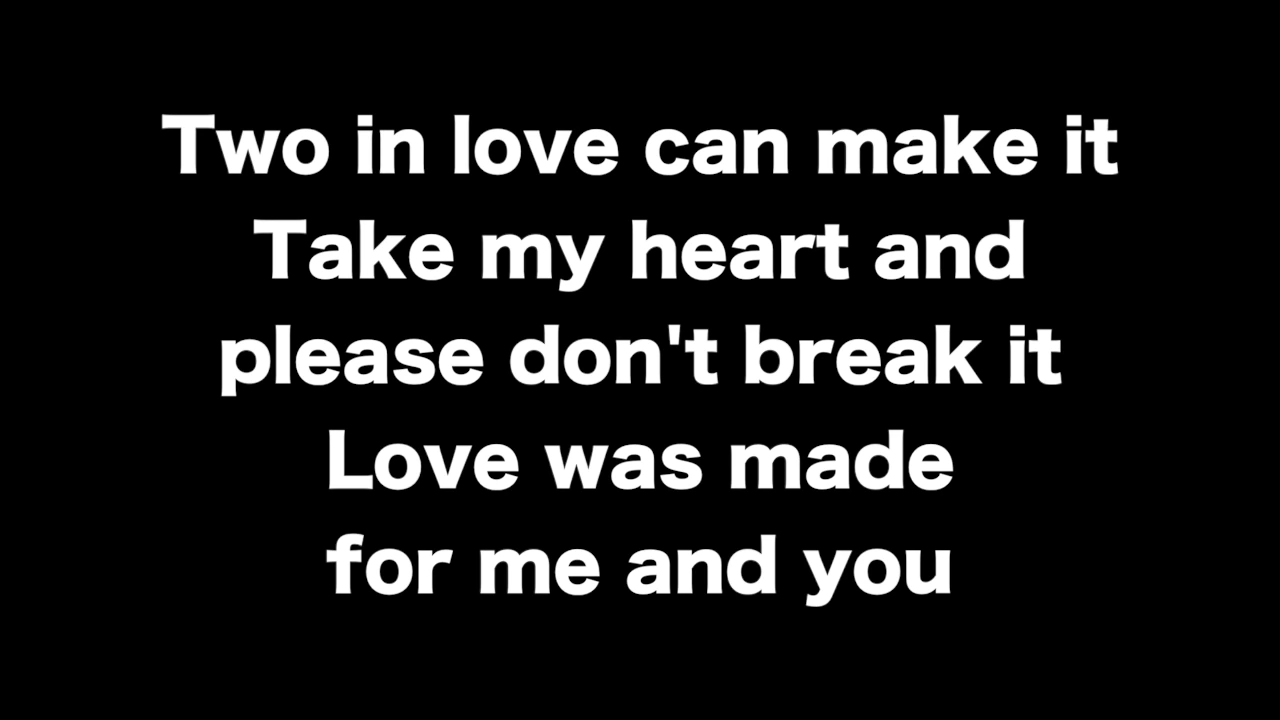 Two in love can make it
Take my heart and
please don't break it
Love was made
for me and you